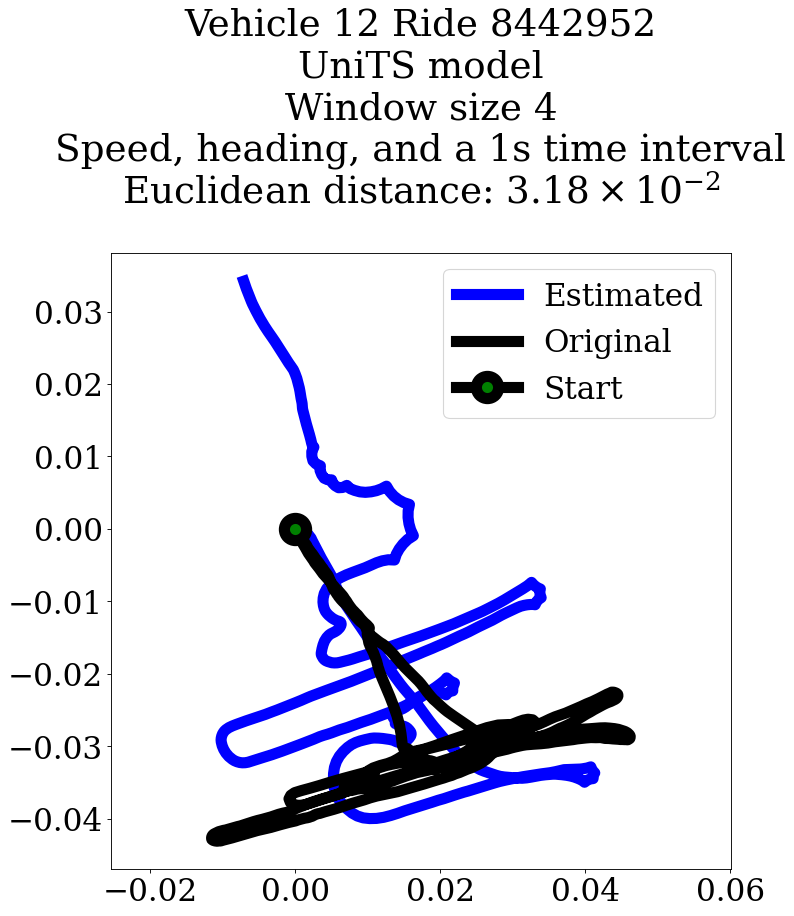 Vehicle 12 Ride 8442952
UniTS model
Window size 4
Speed, heading, and a 1s time interval
Euclidean distance: 3.18 × 10⁻²
Estimated
Original
Start
0.03
0.02
0.01
0.00
−0.01
−0.02
−0.03
−0.04
−0.02 0.00 0.02 0.04 0.06